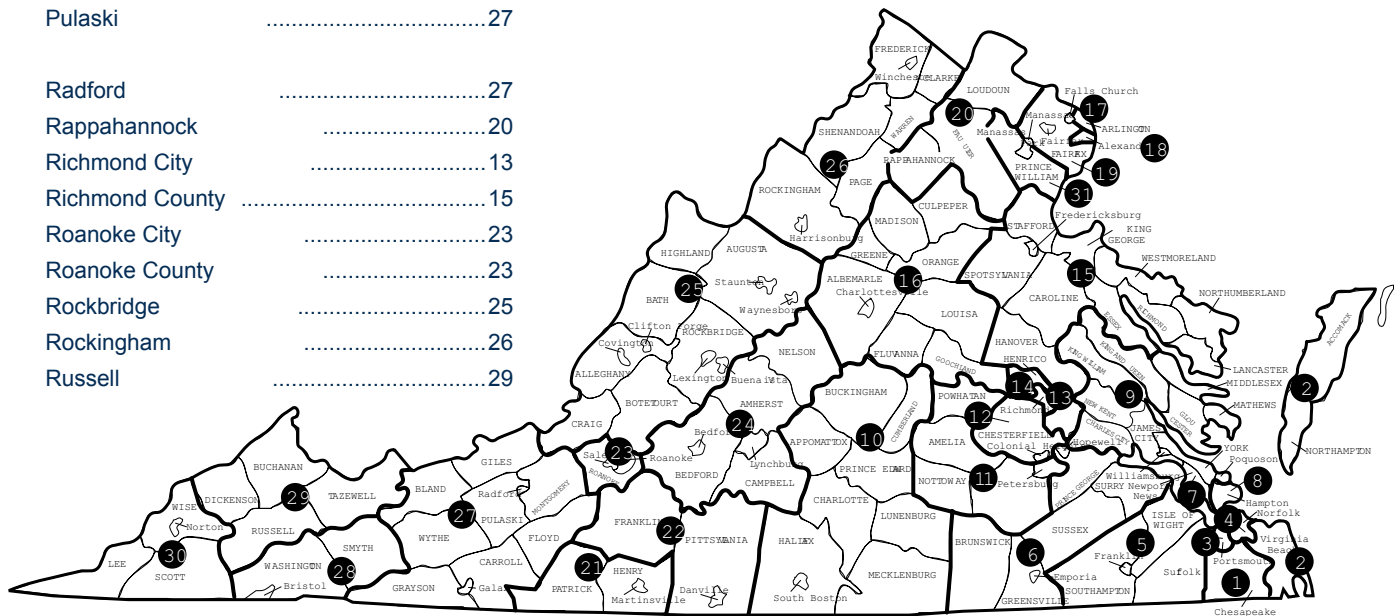 Pulaski ................................27
Radford ................................27
Rappahannock .........................20
Richmond City ..........................13
Richmond County ......................................15
Roanoke City ..........................23
Roanoke County .........................23
Rockbridge .............................25
Rockingham ............................26
Russell .................................29
FREDERICK
Winchester
CLARKE
LOUDOUN
Falls Church
17
20
Manassas
ARLINGTON
SHENANDOAH
WARREN
Manassas
Alexandria
18
FAIRFAX
26
RAPPAHANNOCK
PRINCE
WILLIAM
19
PAGE
31
ROCKINGHAM
CULPEPER
Fredericksburg
MADISON
STAFFORD
KING
GEORGE
Harrisonburg
AUGUSTA
HIGHLAND
GREENE
ORANGE
WESTMORELAND
SPOTSYLVANIA
15
ALBEMARLE
16
Staunton
25
Charlottesville
NORTHUMBERLAND
BATH
CAROLINE
Waynesboro
RICHMOND
ESSEX
LOUISA
ACCOMACK
Clifton Forge
ROCKBRIDGE
Covington
HANOVER
NELSON
FLUVANNA
GOOCHLAND
HENRICO
KING WILLIAM
KING AND QUEEN
LANCASTER
ALLEGHANY
Lexington
Buena Vista
MIDDLESEX
14
2
BUCKINGHAM
POWHATAN
13
9
BOTETOURT
AMHERST
CUMBERLAND
Richmond
NEW KENT
MATHEWS
12
GLOU
CESTER
CRAIG
24
Bedford
CHESTERFIELD
CHARLES CITY
JAMES
CITY
10
APPOMATTOX
AMELIA
Colonial Heights
Hopewell
23
Salem
Roanoke
YORK
NORTHAMPTON
Poquoson
GILES
Lynchburg
BUCHANAN
ROANOKE
BEDFORD
PRINCE EDWARD
11
NOTTOWAY
Petersburg
PRINCE GEORGE
Williamsburg
8
CAMPBELL
SURRY
Newport
News
7
BLAND
Radford
MONTGOMERY
DICKENSON
29
TAZEWELL
CHARLOTTE
Hampton
WISE
Norfolk
ISLE OF
WIGHT
4
LUNENBURG
27
PULASKI
FRANKLIN
22
Norton
RUSSELL
SUSSEX
Virginia
Beach
WYTHE
FLOYD
PITTSYLVANIA
HALIFAX
BRUNSWICK
5
3
SMYTH
6
Portsmouth
30
LEE
WASHINGTON
28
CARROLL
Franklin
2
Suffolk
SCOTT
21
HENRY
MECKLENBURG
Emporia
1
Bristol
GRAYSON
Galax
PATRICK
Martinsville
Danville
South Boston
GREENSVILLE
SOUTHAMPTON
Chesapeake